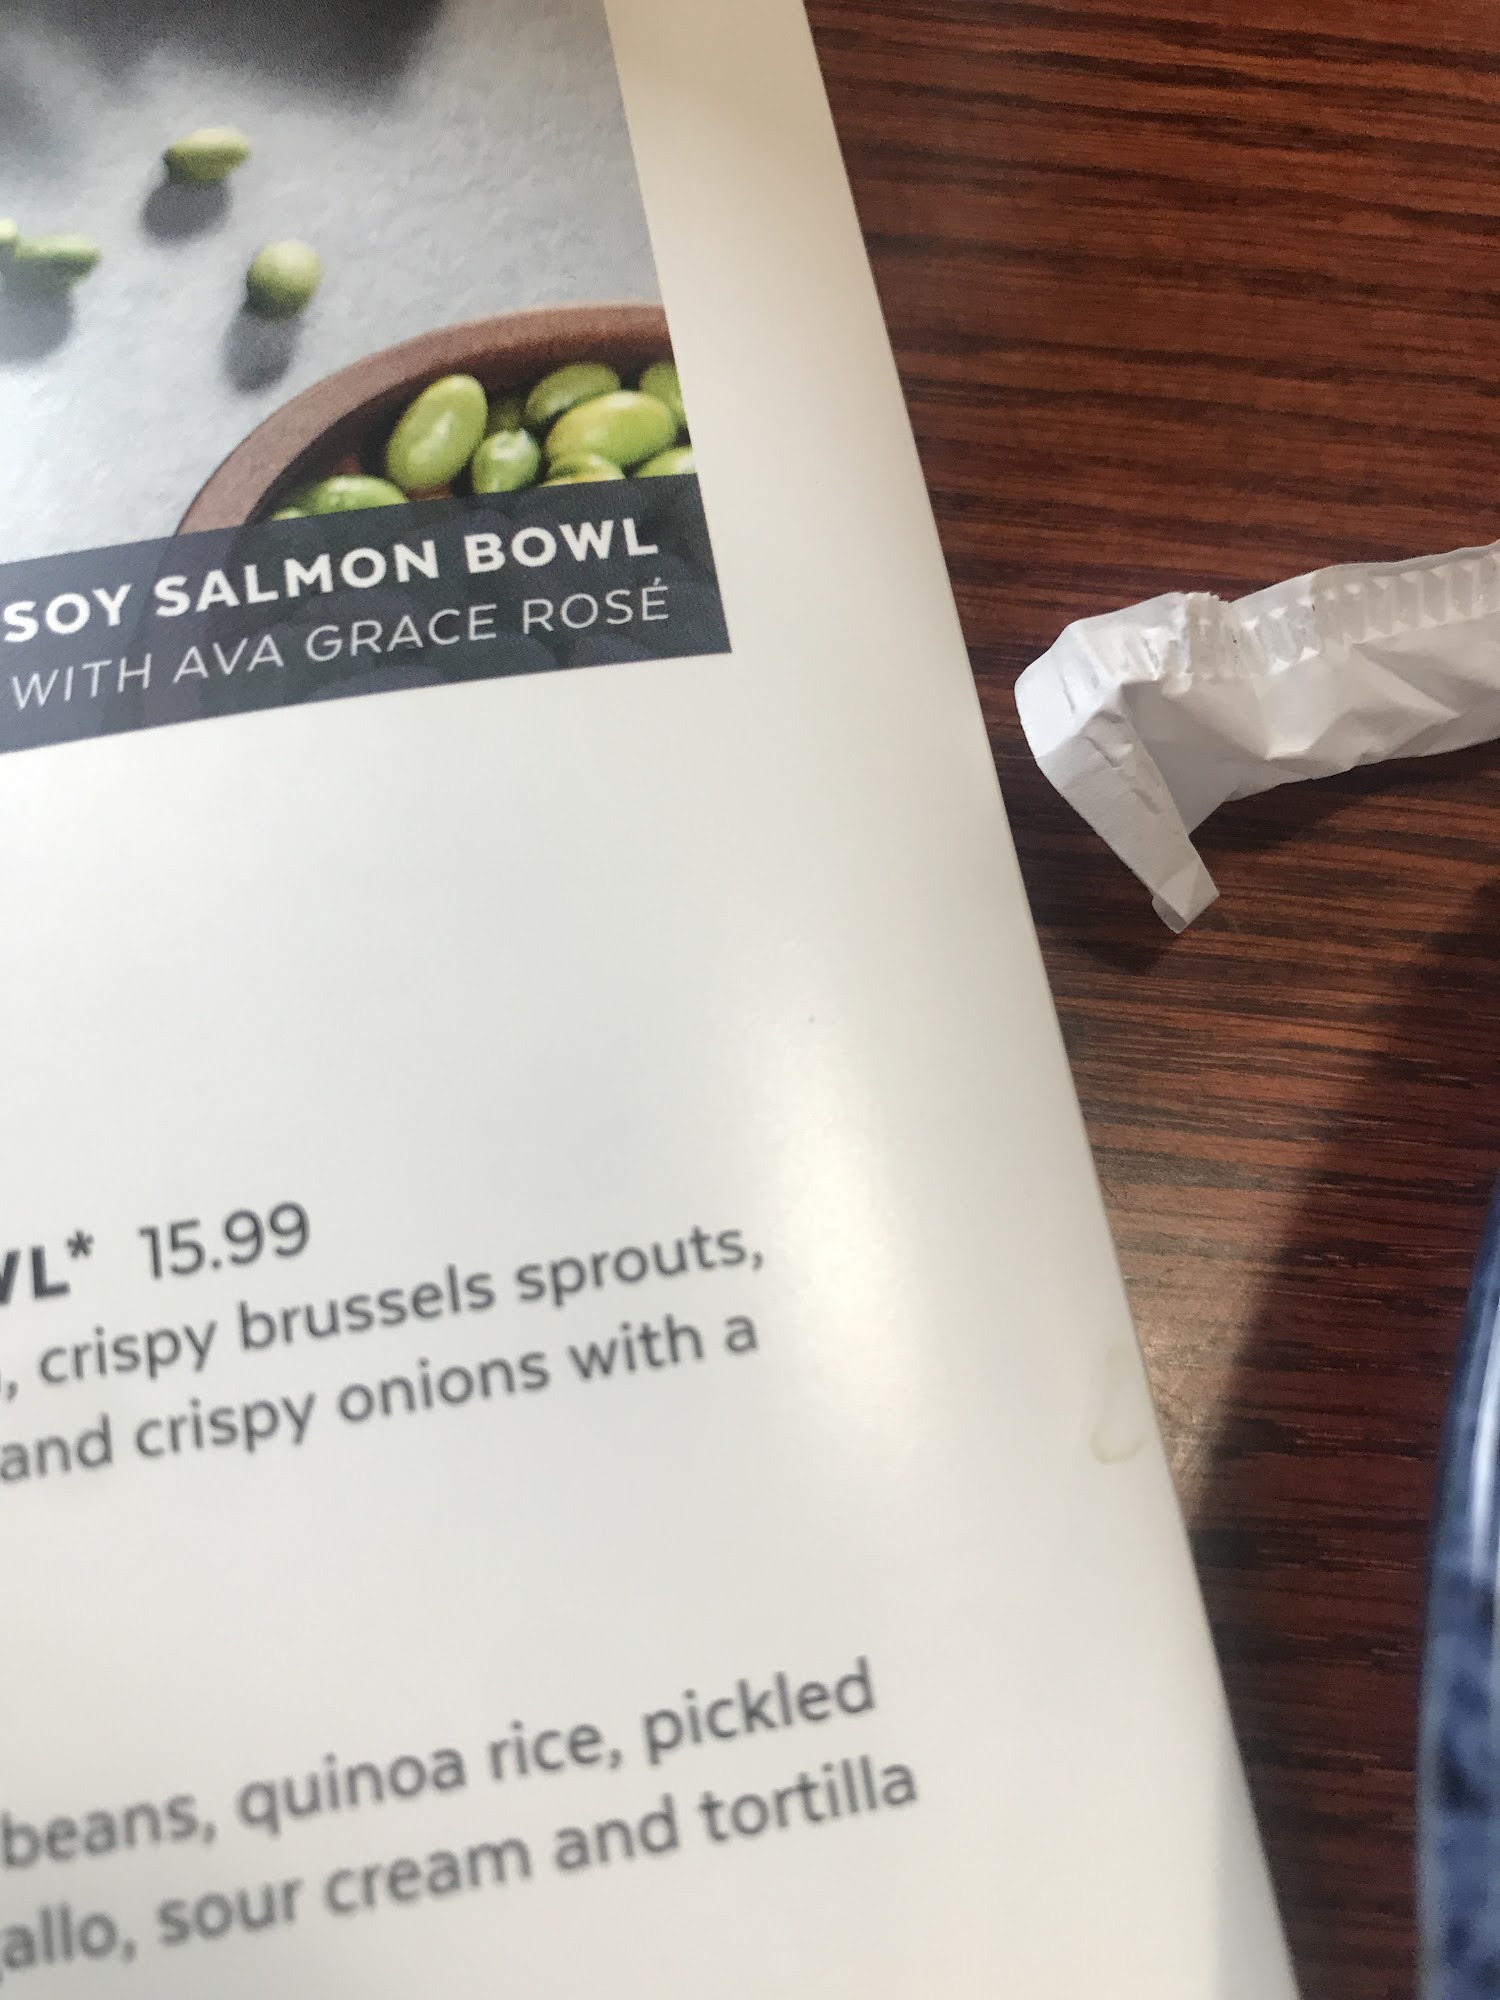 SOY SALMON BOWL
WITH AVA GRACE ROSÉ
WL* 15.99
, crispy brussels sprouts,
and crispy onions with a
beans, quinoa rice, pickled
allo, sour cream and tortilla